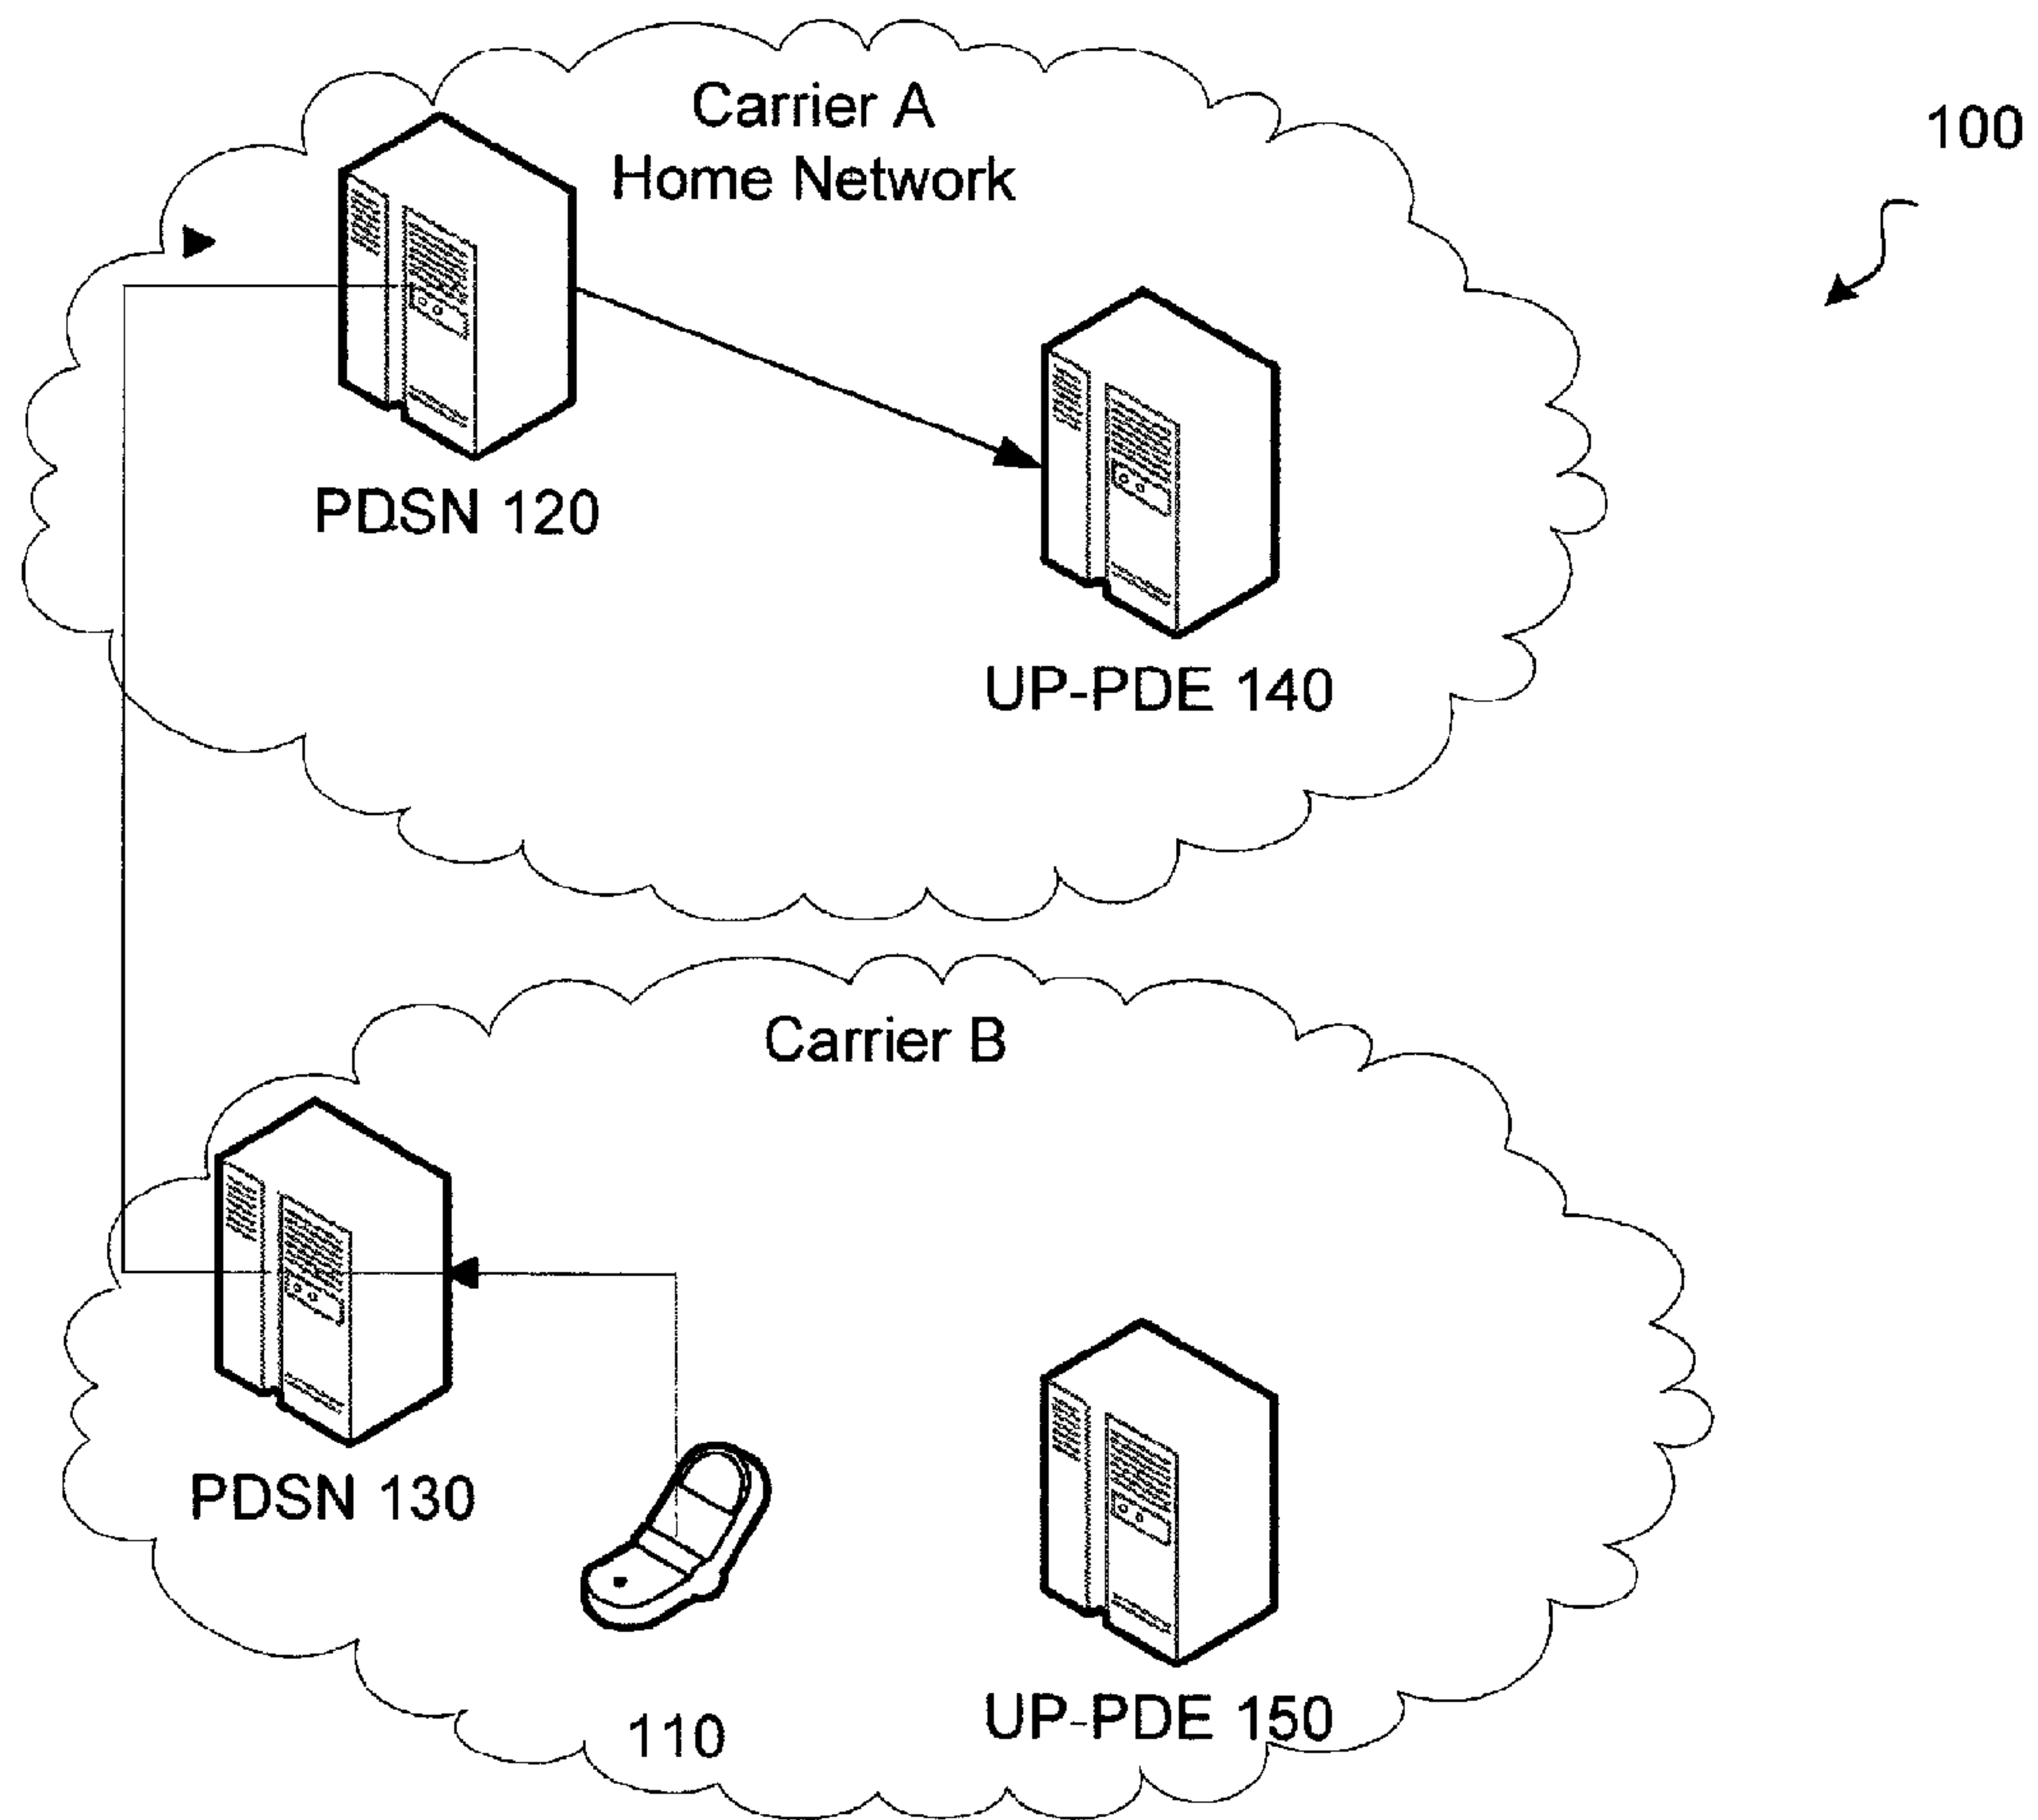 Carrier A
Home Network
100
PDSN 120
UP-PDE 140
Carrier B
PDSN 130
110
UP-PDE 150